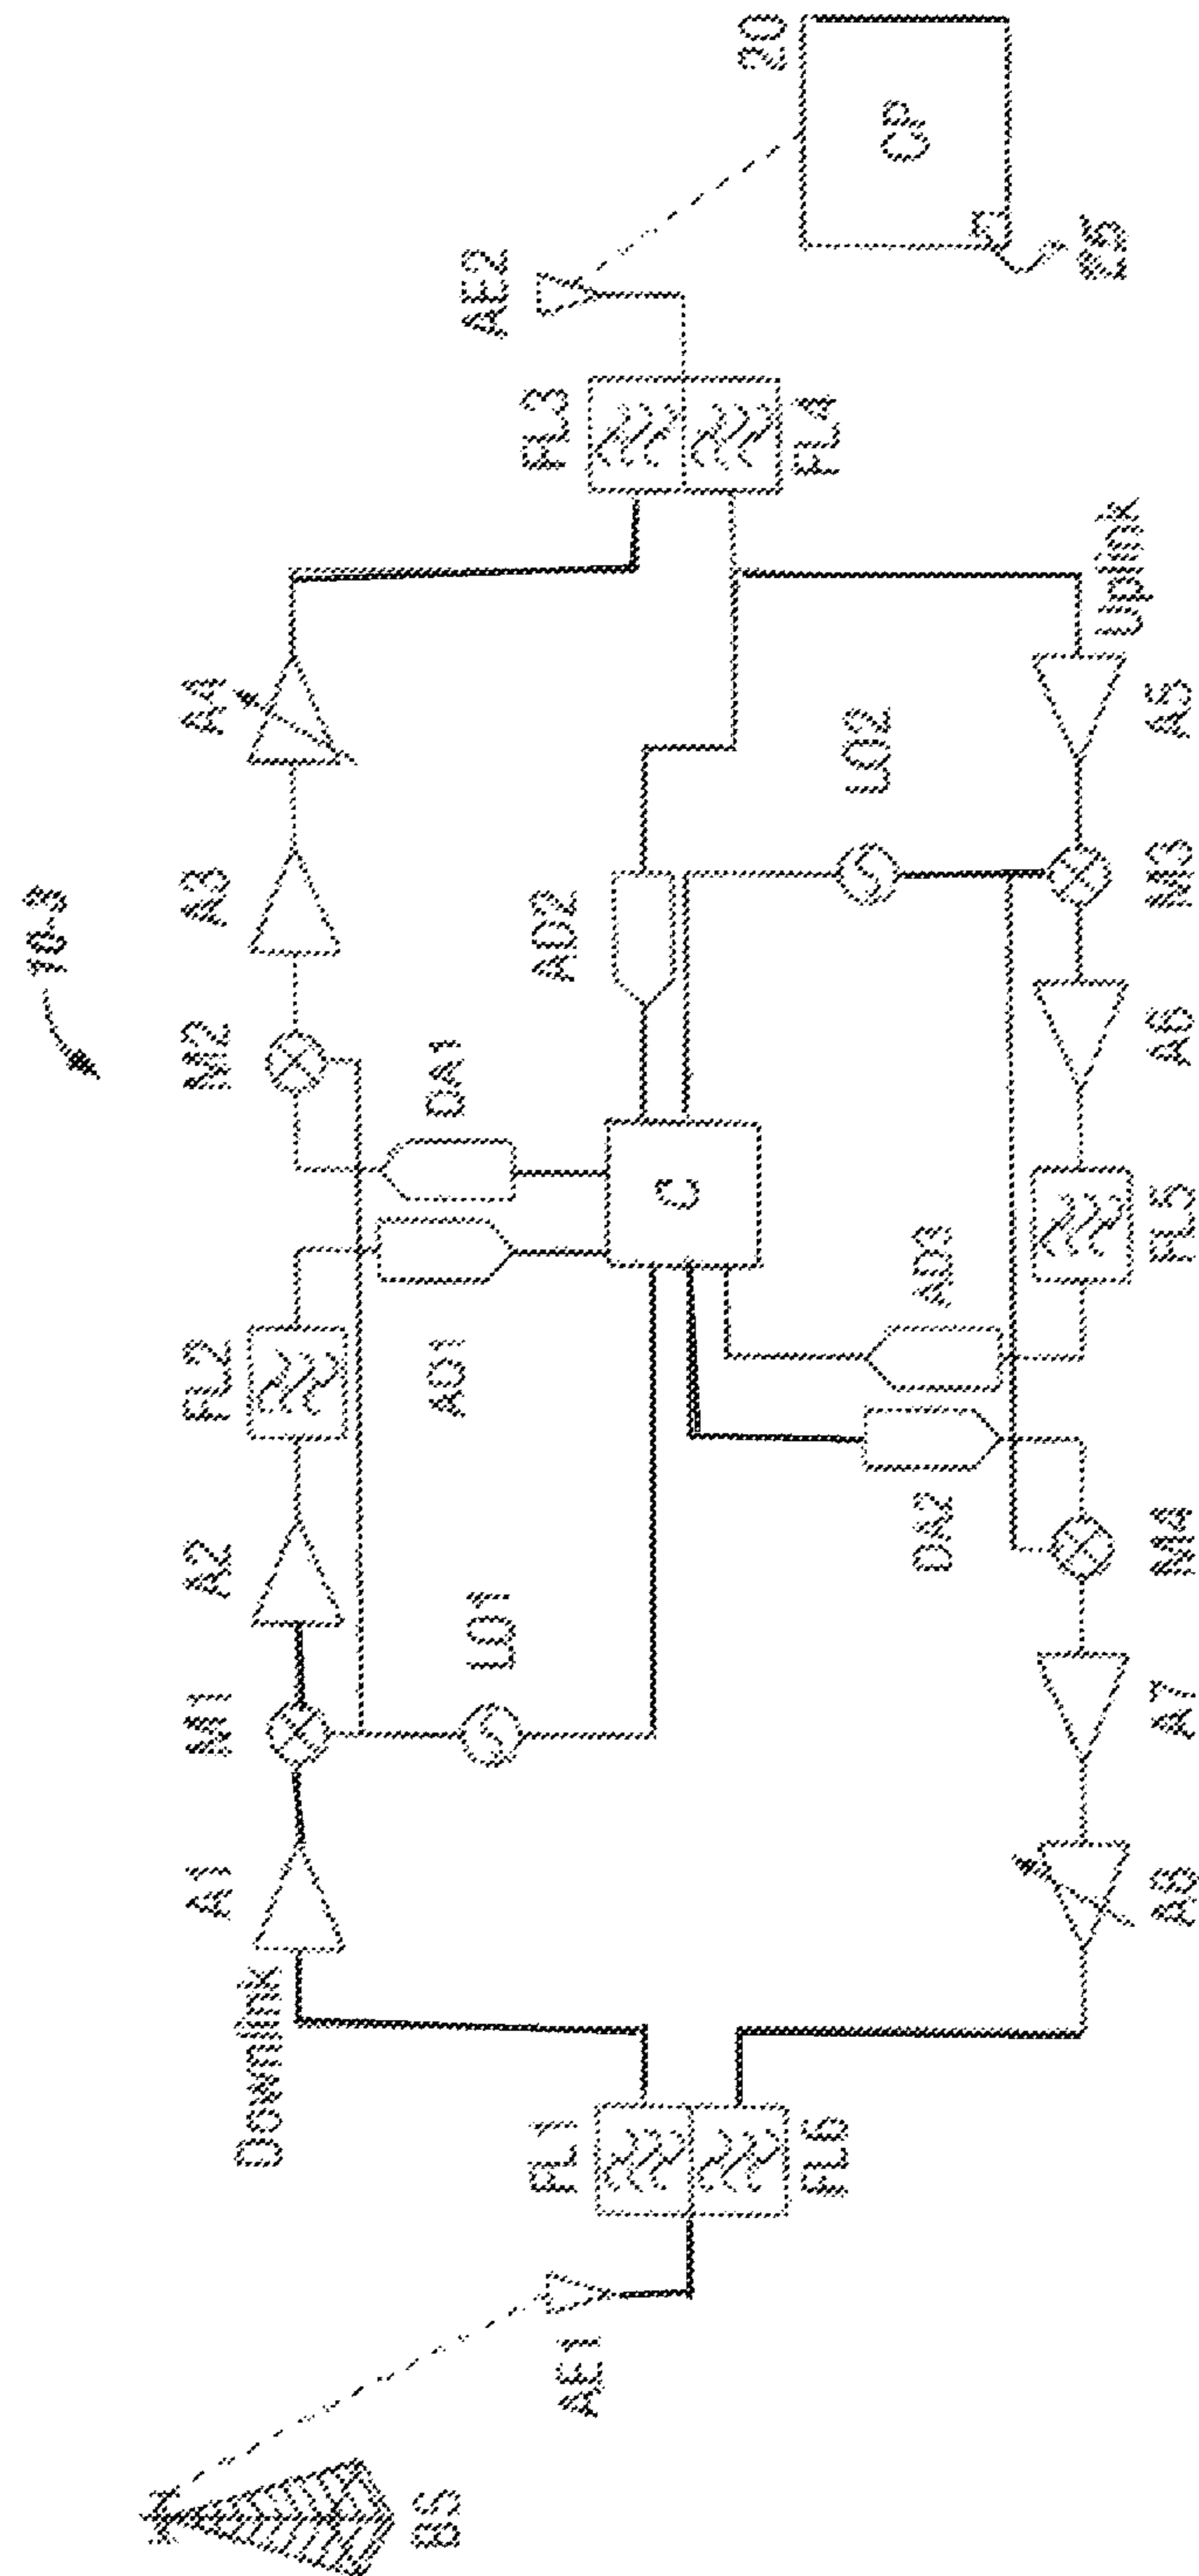 10-3
A1
M1
A2
FL2
M2
A3
A4
Downlink
LO1
AD1
DA1
AD2
AE2
20
CP
BS
AE1
FL1
FL6
C
FL3
FL4
LO2
DA2
AD3
A8
A7
M4
FL5
A6
M3
A5
Uplink